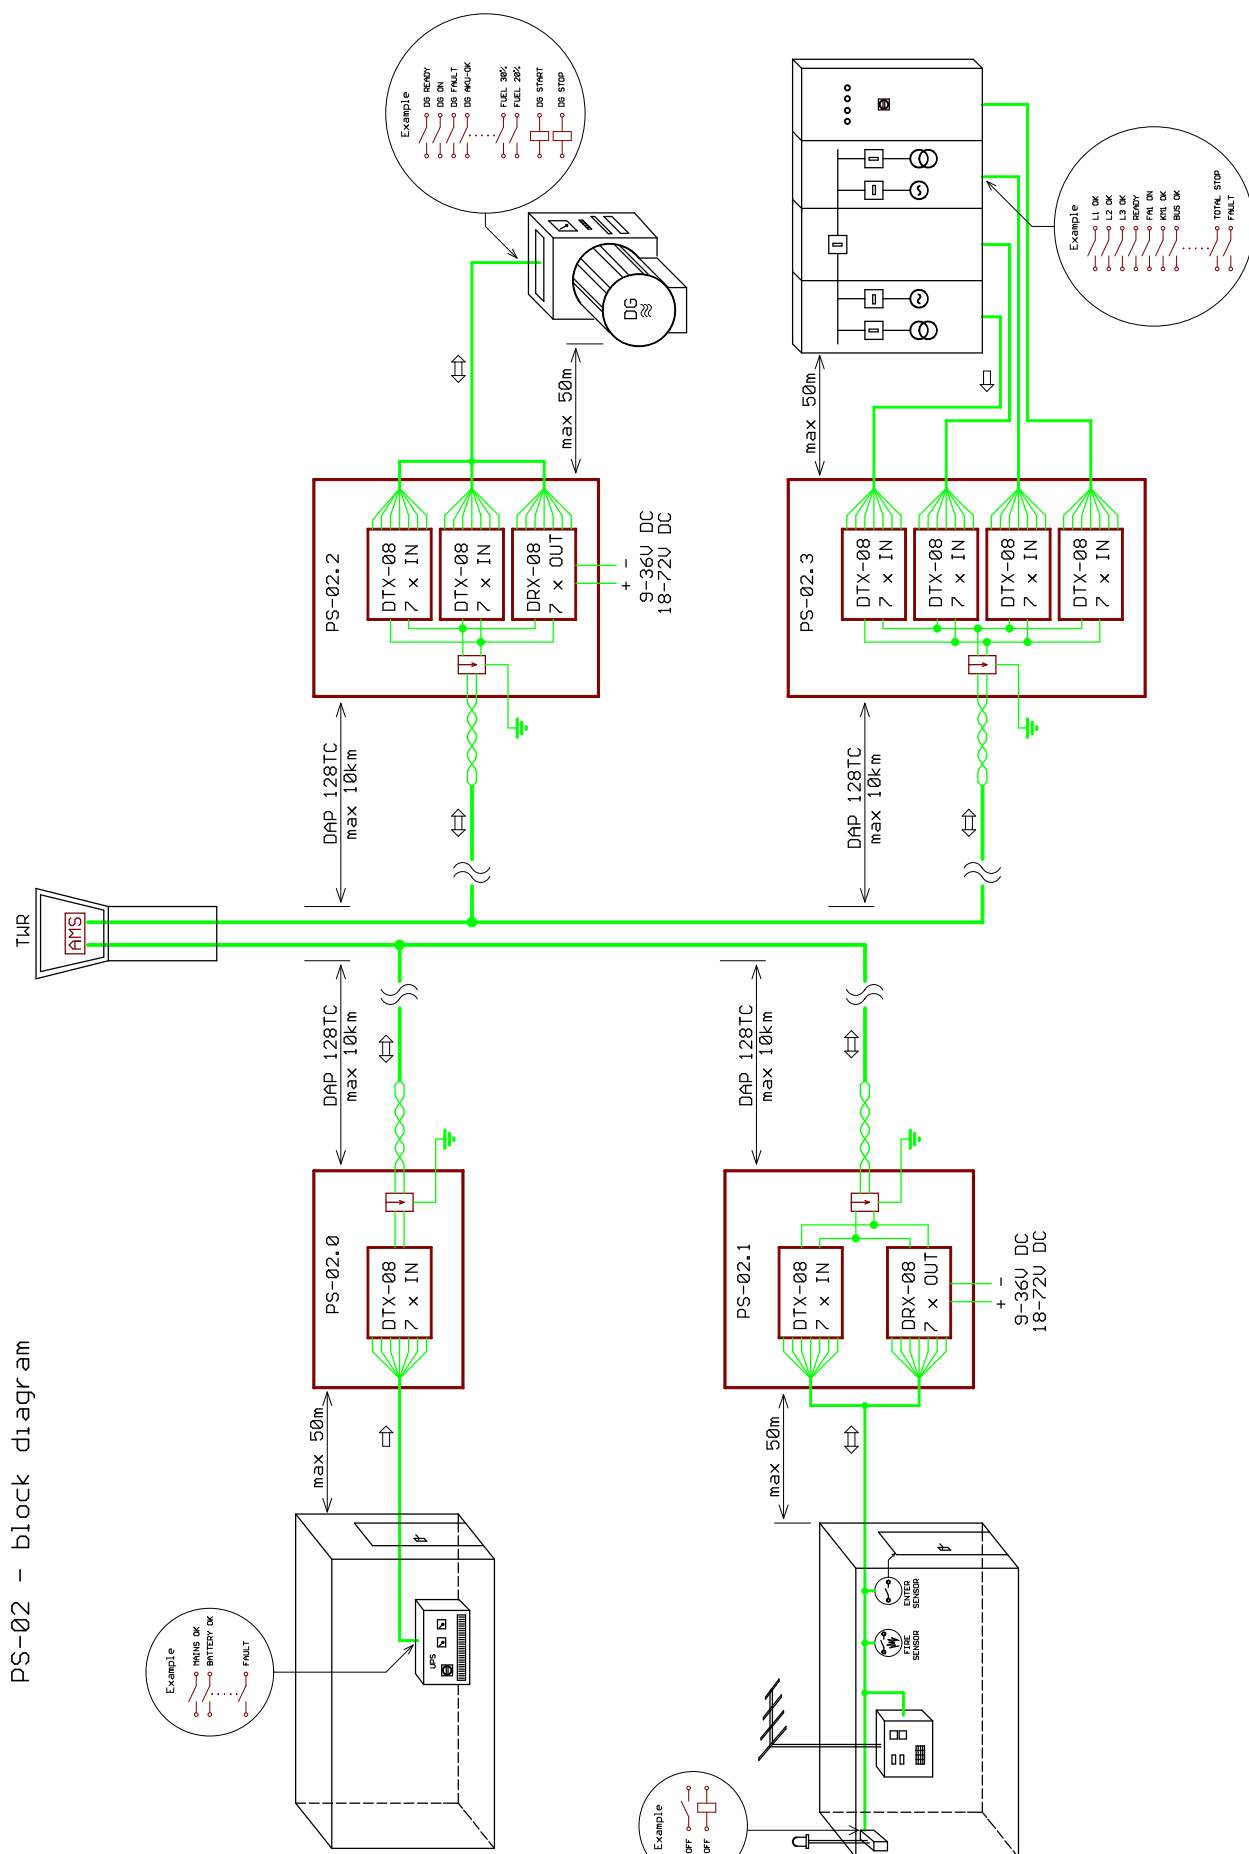 PS-02 - block diagram
TWR
AMS
Example
MAINS OK
BATTERY OK
FAULT
UPS
max 50m
PS-02.0
DTX-08
7 x IN
DAP 128TC
max 10km
DAP 128TC
max 10km
PS-02.2
DTX-08
7 x IN
DTX-08
7 x IN
DRX-08
7 x OUT
+ -
9-36V DC
18-72V DC
max 50m
DG
Example
DG READY
DG ON
DG FAULT
DG AKU-OK
FUEL 30%
FUEL 20%
DG START
DG STOP
Example
OFF
OFF
FIRE
SENSOR
ENTER
SENSOR
max 50m
PS-02.1
DTX-08
7 x IN
DRX-08
7 x OUT
+ -
9-36V DC
18-72V DC
DAP 128TC
max 10km
DAP 128TC
max 10km
PS-02.3
DTX-08
7 x IN
DTX-08
7 x IN
DTX-08
7 x IN
DTX-08
7 x IN
max 50m
Example
L1 OK
L2 OK
L3 OK
READY
FA1 ON
KM1 OK
BUS OK
TOTAL STOP
FAULT